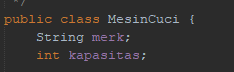 */
public class MesinCuci {
String merk;
int kapasitas;